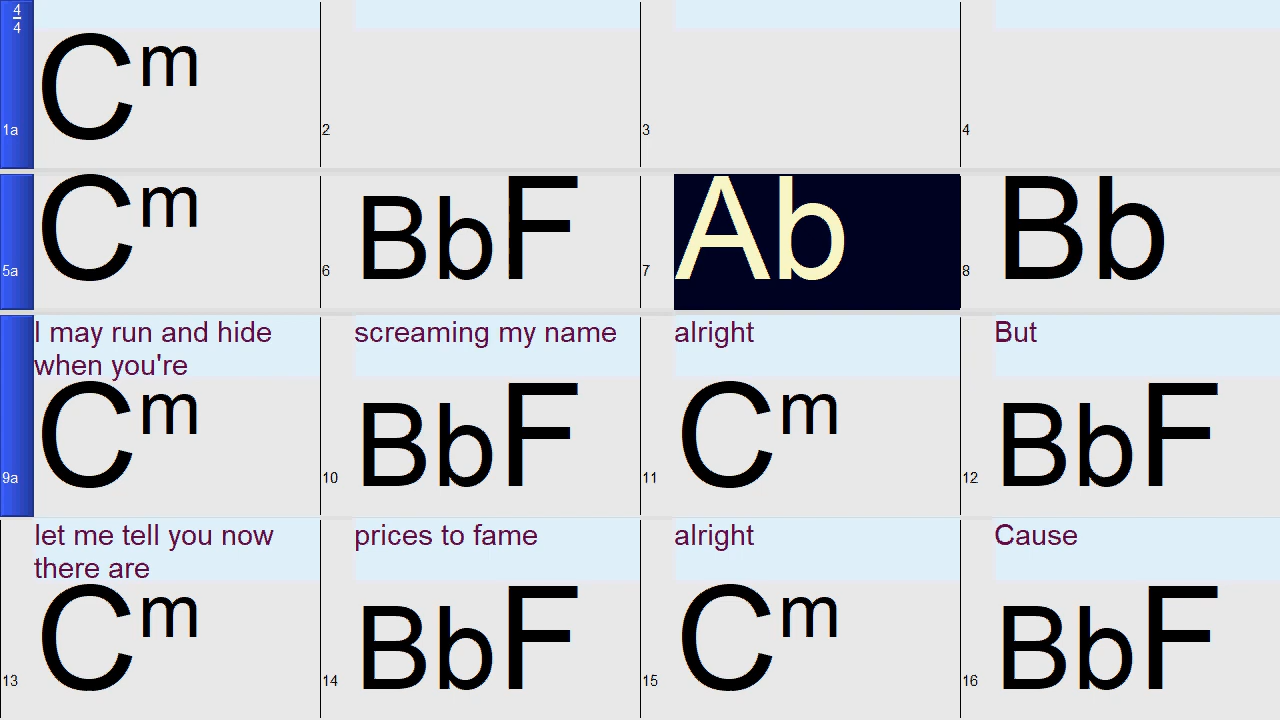 4
4
Cm
1a 2 3 4
Cm BbF Ab Bb
5a 6 7 8
I may run and hide screaming my name alright But
when you're
Cm BbF Cm BbF
9a 10 11 12
let me tell you now prices to fame alright Cause
there are
Cm BbF Cm BbF
13 14 15 16